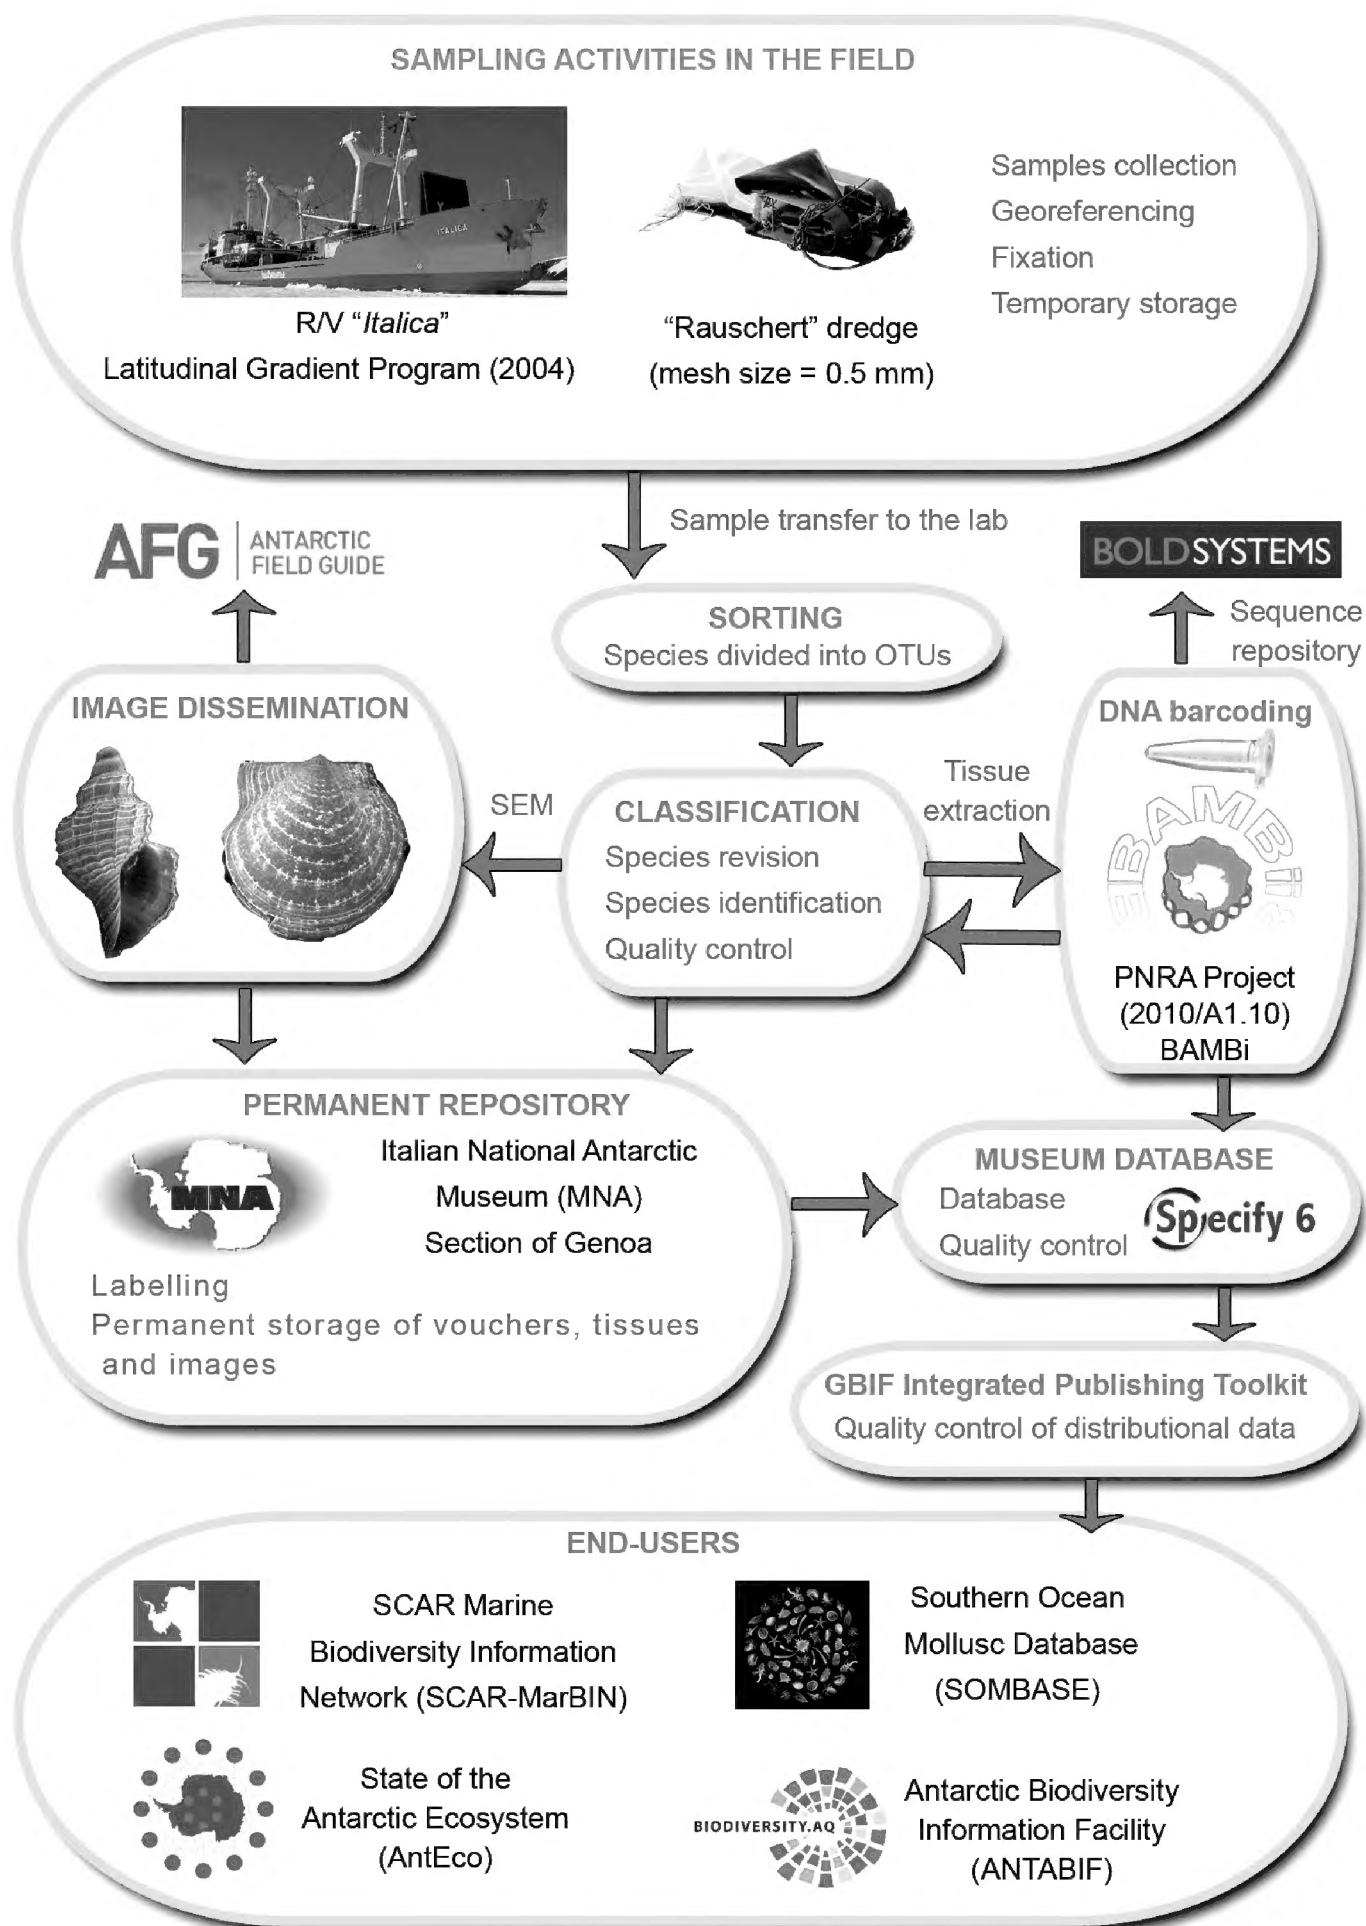 SAMPLING ACTIVITIES IN THE FIELD
ITALICA
R/V "Italica"
Latitudinal Gradient Program (2004)
"Rauschert" dredge
(mesh size = 0.5 mm)
Samples collection
Georeferencing
Fixation
Temporary storage
Sample transfer to the lab
AFG
ANTARCTIC
FIELD GUIDE
BOLDSYSTEMS
Sequence
repository
SORTING
Species divided into OTUs
IMAGE DISSEMINATION
SEM
CLASSIFICATION
Species revision
Species identification
Quality control
Tissue
extraction
DNA barcoding
BAMBi
PNRA Project
(2010/A1.10)
BAMBi
PERMANENT REPOSITORY
MNA
Italian National Antarctic
Museum (MNA)
Section of Genoa
Labelling
Permanent storage of vouchers, tissues
and images
MUSEUM DATABASE
Database
Quality control
Specify 6
GBIF Integrated Publishing Toolkit
Quality control of distributional data
END-USERS
SCAR Marine
Biodiversity Information
Network (SCAR-MarBIN)
Southern Ocean
Mollusc Database
(SOMBASE)
State of the
Antarctic Ecosystem
(AntEco)
BIODIVERSITY.AQ
Antarctic Biodiversity
Information Facility
(ANTABIF)